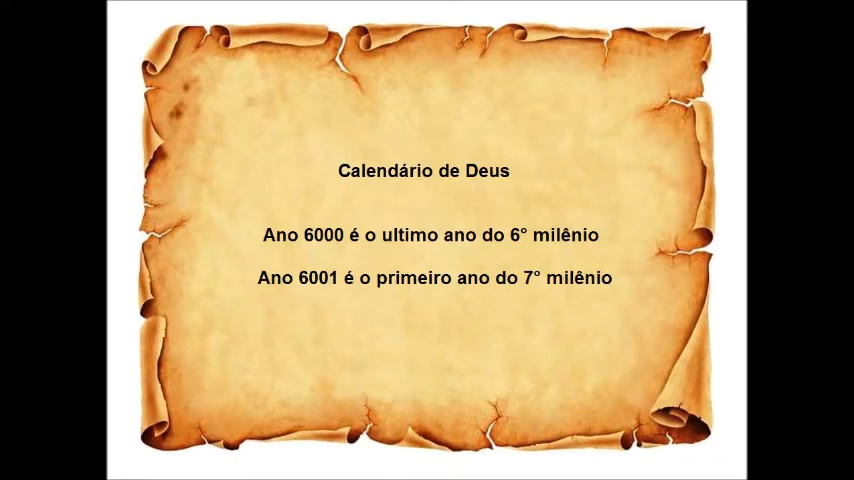 Calendário de Deus
Ano 6000 é o ultimo ano do 6° milênio
Ano 6001 é o primeiro ano do 7° milênio